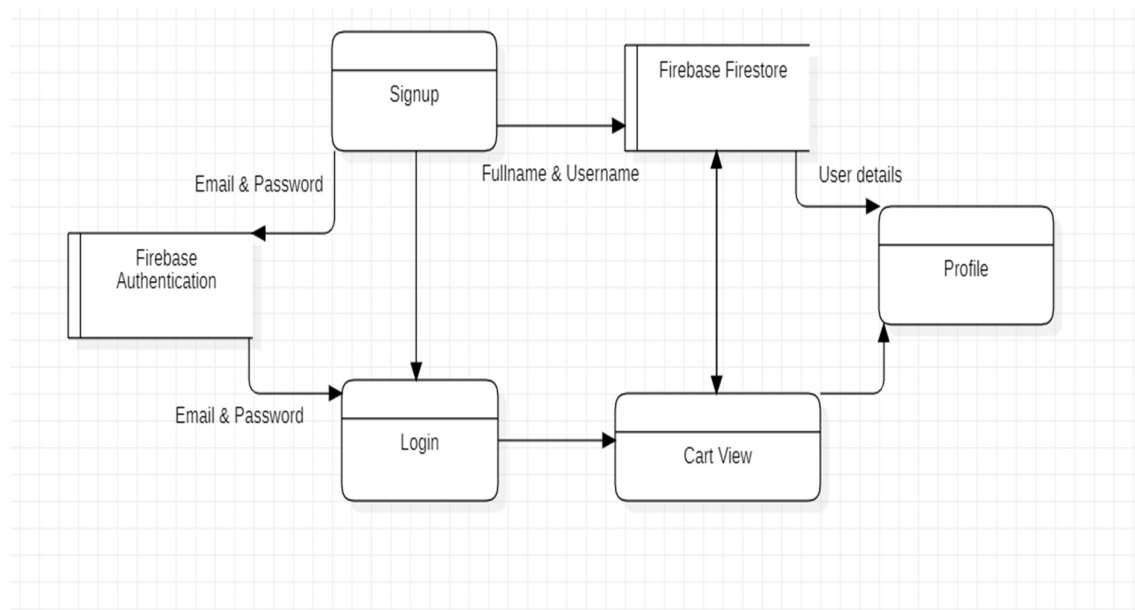 Signup
Firebase Firestore
Fullname & Username
Email & Password
User details
Firebase
Authentication
Profile
Email & Password
Login
Cart View